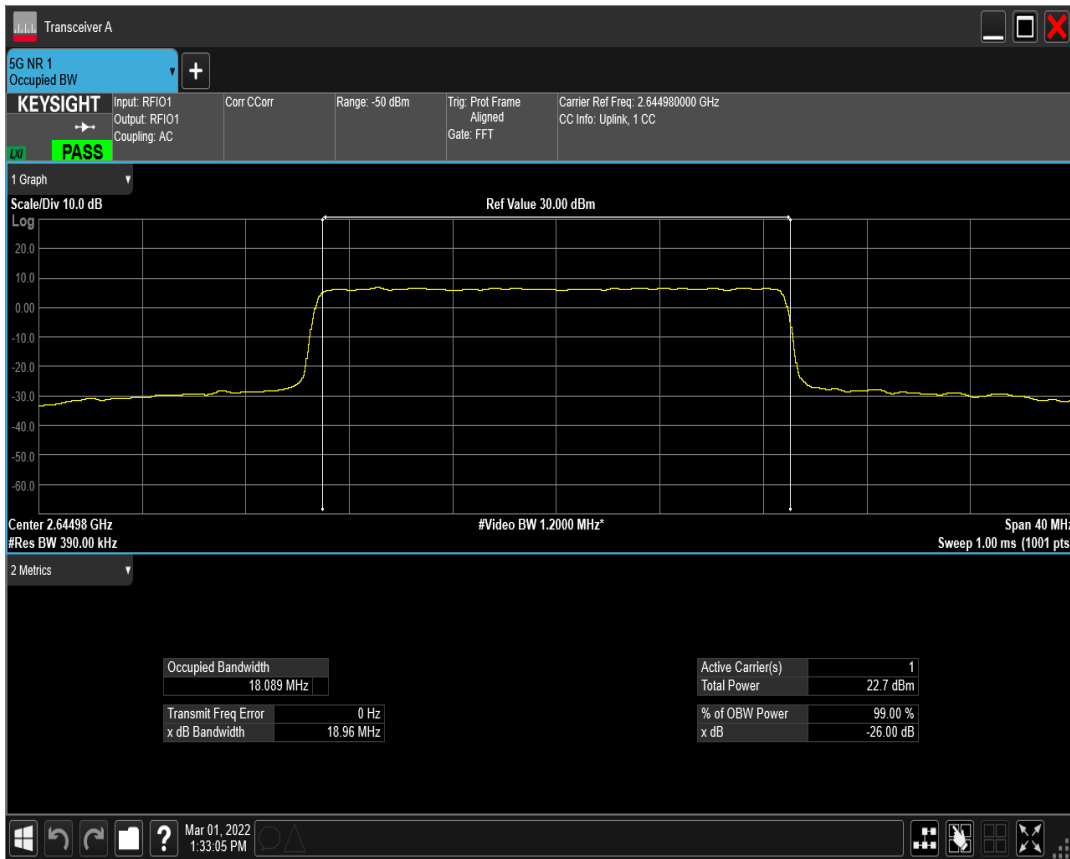 Transceiver A
5G NR 1
Occupied BW
+
KEYSIGHT
LXI
PASS
Input: RFIO1
Output: RFIO1
Coupling: AC
Corr CCorr
Range: -50 dBm
Trig: Prot Frame
Aligned
Gate: FFT
Carrier Ref Freq: 2.644980000 GHz
CC Info: Uplink, 1 CC
1 Graph
Scale/Div 10.0 dB
Ref Value 30.00 dBm
Log
20.0
10.0
0.00
-10.0
-20.0
-30.0
-40.0
-50.0
-60.0
Center 2.64498 GHz
#Video BW 1.2000 MHz*
Span 40 MHz
#Res BW 390.00 kHz
Sweep 1.00 ms (1001 pts
2 Metrics
Occupied Bandwidth
18.089 MHz
Transmit Freq Error 0 Hz
x dB Bandwidth 18.96 MHz
Active Carrier(s) 1
Total Power 22.7 dBm
% of OBW Power 99.00 %
x dB -26.00 dB
?
Mar 01, 2022
1:33:05 PM